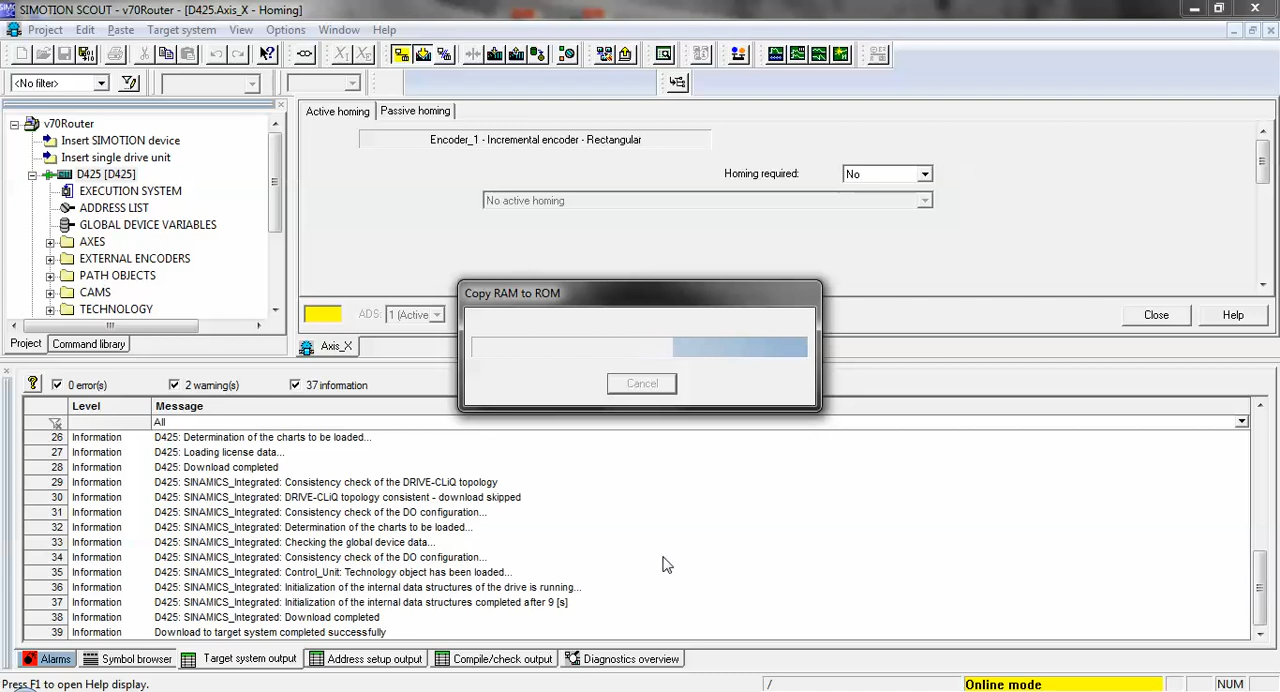 SIMOTION SCOUT - v70Router - [D425.Axis_X - Homing]
Project Edit Paste Target system View Options Window Help
<No filter>
v70Router
Insert SIMOTION device
Insert single drive unit
D425 [D425]
EXECUTION SYSTEM
ADDRESS LIST
GLOBAL DEVICE VARIABLES
AXES
EXTERNAL ENCODERS
PATH OBJECTS
CAMS
TECHNOLOGY
Project Command library
Active homing Passive homing
Encoder_1 - Incremental encoder - Rectangular
Homing required: No
No active homing
ADS: 1 (Active
Close Help
Axis_X
Copy RAM to ROM
Cancel
0 error(s) 2 warning(s) 37 information
Level Message
All
26 Information D425: Determination of the charts to be loaded...
27 Information D425: Loading license data...
28 Information D425: Download completed
29 Information D425: SINAMICS_Integrated: Consistency check of the DRIVE-CLiQ topology
30 Information D425: SINAMICS_Integrated: DRIVE-CLiQ topology consistent - download skipped
31 Information D425: SINAMICS_Integrated: Consistency check of the DO configuration...
32 Information D425: SINAMICS_Integrated: Determination of the charts to be loaded...
33 Information D425: SINAMICS_Integrated: Checking the global device data...
34 Information D425: SINAMICS_Integrated: Consistency check of the DO configuration...
35 Information D425: SINAMICS_Integrated: Control_Unit: Technology object has been loaded...
36 Information D425: SINAMICS_Integrated: Initialization of the internal data structures of the drive is running...
37 Information D425: SINAMICS_Integrated: Initialization of the internal data structures completed after 9 [s]
38 Information D425: SINAMICS_Integrated: Download completed
39 Information Download to target system completed successfully
Alarms Symbol browser Target system output Address setup output Compile/check output Diagnostics overview
Press F1 to open Help display. / Online mode NUM